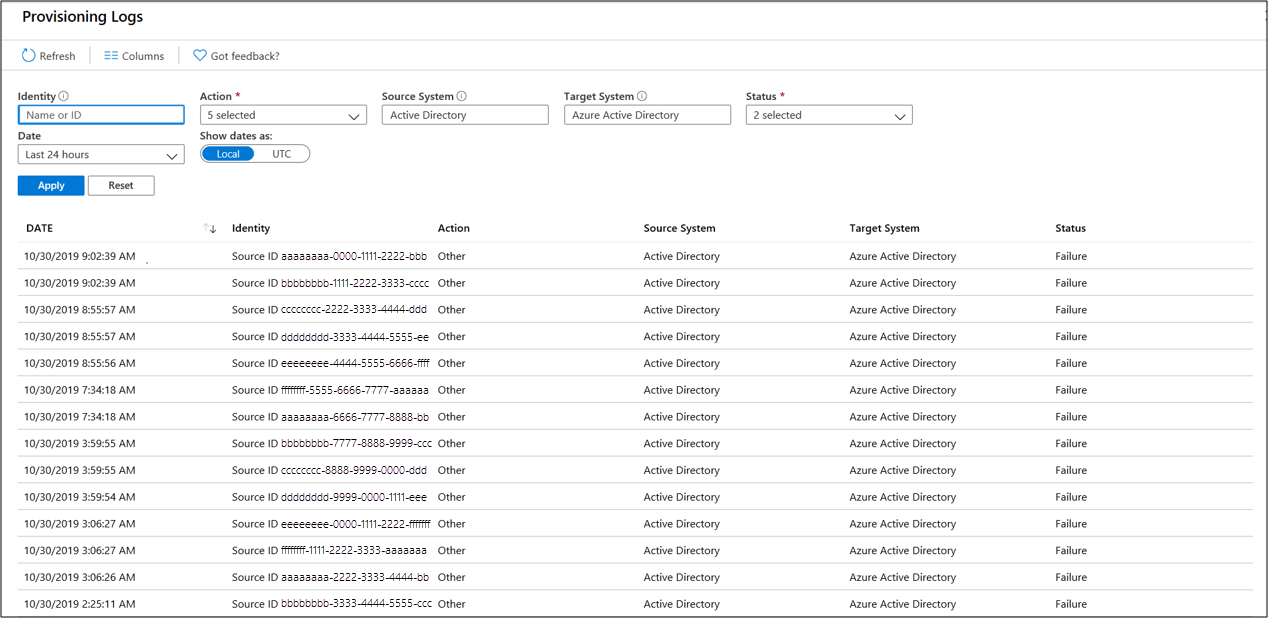 Provisioning Logs
Refresh Columns Got feedback?
Identity Action * Source System Target System Status *
Name or ID 5 selected Active Directory Azure Active Directory 2 selected
Date Show dates as:
Last 24 hours Local UTC
Apply Reset
DATE Identity Action Source System Target System Status
10/30/2019 9:02:39 AM Source ID aaaaaaaa-0000-1111-2222-bbb Other Active Directory Azure Active Directory Failure
10/30/2019 9:02:39 AM Source ID bbbbbbbb-1111-2222-3333-cccc Other Active Directory Azure Active Directory Failure
10/30/2019 8:55:57 AM Source ID cccccccc-2222-3333-4444-ddd Other Active Directory Azure Active Directory Failure
10/30/2019 8:55:57 AM Source ID dddddddd-3333-4444-5555-ee Other Active Directory Azure Active Directory Failure
10/30/2019 8:55:56 AM Source ID eeeeeeee-4444-5555-6666-ffff Other Active Directory Azure Active Directory Failure
10/30/2019 7:34:18 AM Source ID ffffffff-5555-6666-7777-aaaaaa Other Active Directory Azure Active Directory Failure
10/30/2019 7:34:18 AM Source ID aaaaaaaa-6666-7777-8888-bb Other Active Directory Azure Active Directory Failure
10/30/2019 3:59:55 AM Source ID bbbbbbbb-7777-8888-9999-ccc Other Active Directory Azure Active Directory Failure
10/30/2019 3:59:55 AM Source ID cccccccc-8888-9999-0000-ddd Other Active Directory Azure Active Directory Failure
10/30/2019 3:59:54 AM Source ID dddddddd-9999-0000-1111-eee Other Active Directory Azure Active Directory Failure
10/30/2019 3:06:27 AM Source ID eeeeeeee-0000-1111-2222-fffffff Other Active Directory Azure Active Directory Failure
10/30/2019 3:06:27 AM Source ID ffffffff-1111-2222-3333-aaaaaaa Other Active Directory Azure Active Directory Failure
10/30/2019 3:06:26 AM Source ID aaaaaaaa-2222-3333-4444-bb Other Active Directory Azure Active Directory Failure
10/30/2019 2:25:11 AM Source ID bbbbbbbb-3333-4444-5555-ccc Other Active Directory Azure Active Directory Failure